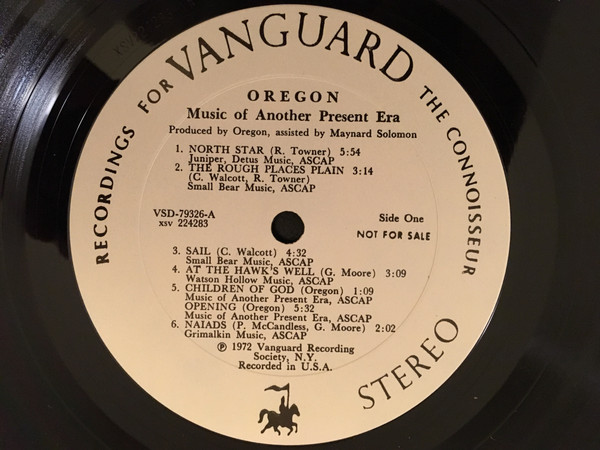 RECORDINGS FOR VANGUARD THE CONNOISSEUR
OREGON
Music of Another Present Era
Produced by Oregon, assisted by Maynard Solomon
1. NORTH STAR (R. Towner) 5:54
Juniper, Detus Music, ASCAP
2. THE ROUGH PLACES PLAIN 3:14
(C. Walcott, R. Towner)
Small Bear Music, ASCAP
VSD-79326-A
xsv 224283
Side One
NOT FOR SALE
3. SAIL (C. Walcott) 4:32
Small Bear Music, ASCAP
4. AT THE HAWK'S WELL (G. Moore) 3:09
Watson Hollow Music, ASCAP
5. CHILDREN OF GOD (Oregon) 1:09
Music of Another Present Era, ASCAP
OPENING (Oregon) 5:32
Music of Another Present Era, ASCAP
6. NAIADS (P. McCandless, G. Moore) 2:02
Grimalkin Music, ASCAP
℗ 1972 Vanguard Recording
Society, N.Y.
Recorded in U.S.A.
STEREO